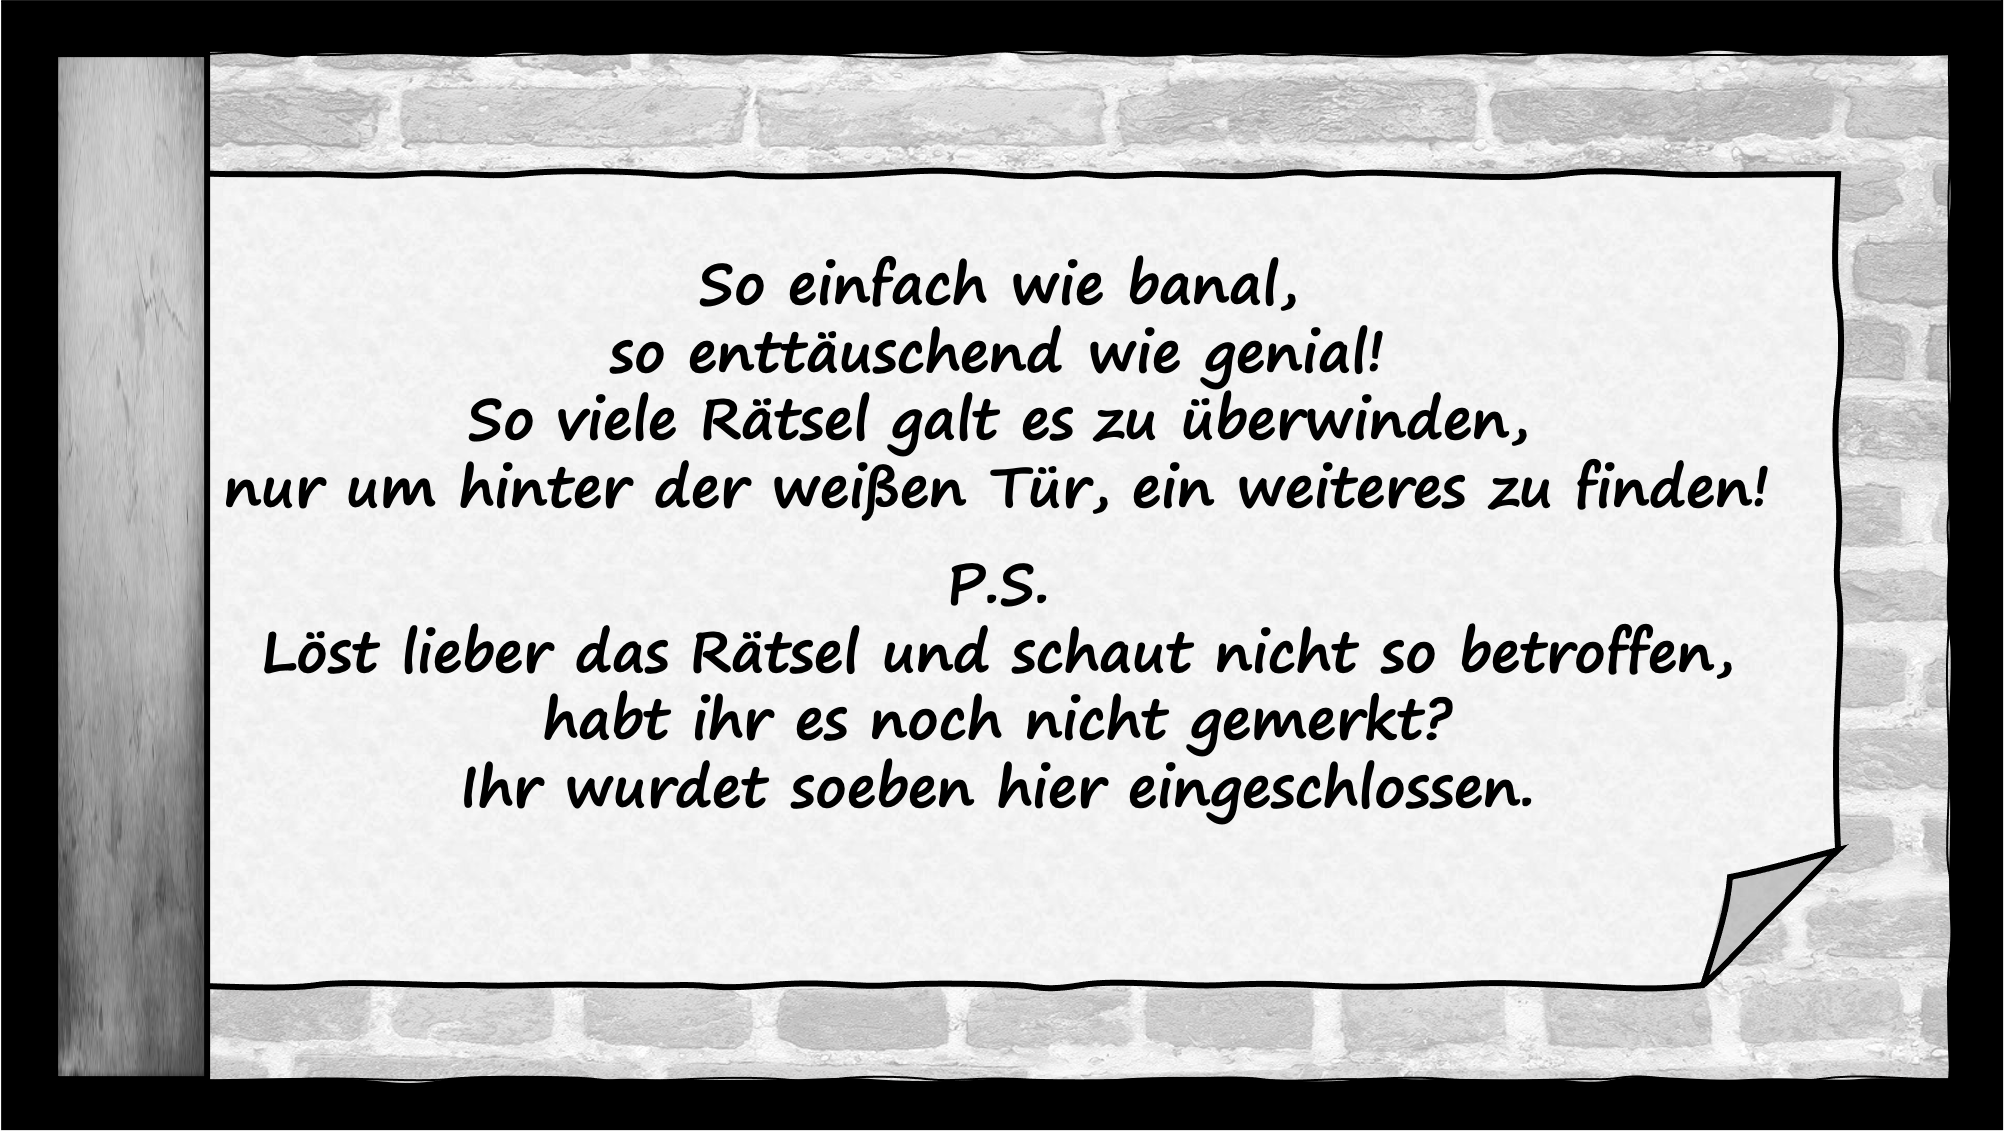 So einfach wie banal,
so enttäuschend wie genial!
So viele Rätsel galt es zu überwinden,
nur um hinter der weißen Tür, ein weiteres zu finden!
P.S.
Löst lieber das Rätsel und schaut nicht so betroffen,
habt ihr es noch nicht gemerkt?
Ihr wurdet soeben hier eingeschlossen.